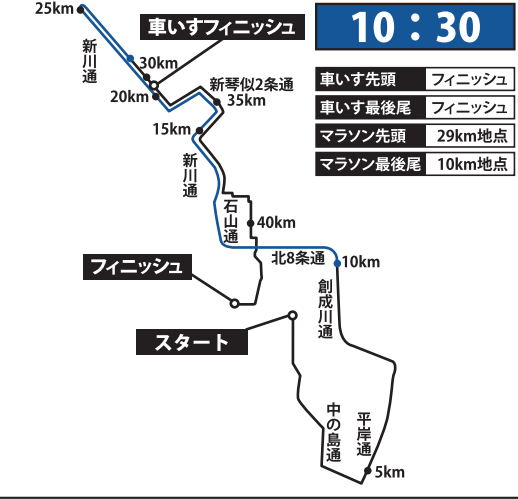 25km
車いすフィニッシュ
10：30
新川通
30km
20km
新琴似2条通
35km
車いす先頭 フィニッシュ
車いす最後尾 フィニッシュ
マラソン先頭 29km地点
マラソン最後尾 10km地点
15km
新川通
石山通
40km
北8条通
10km
フィニッシュ
創成川通
スタート
中の島通
平岸通
5km